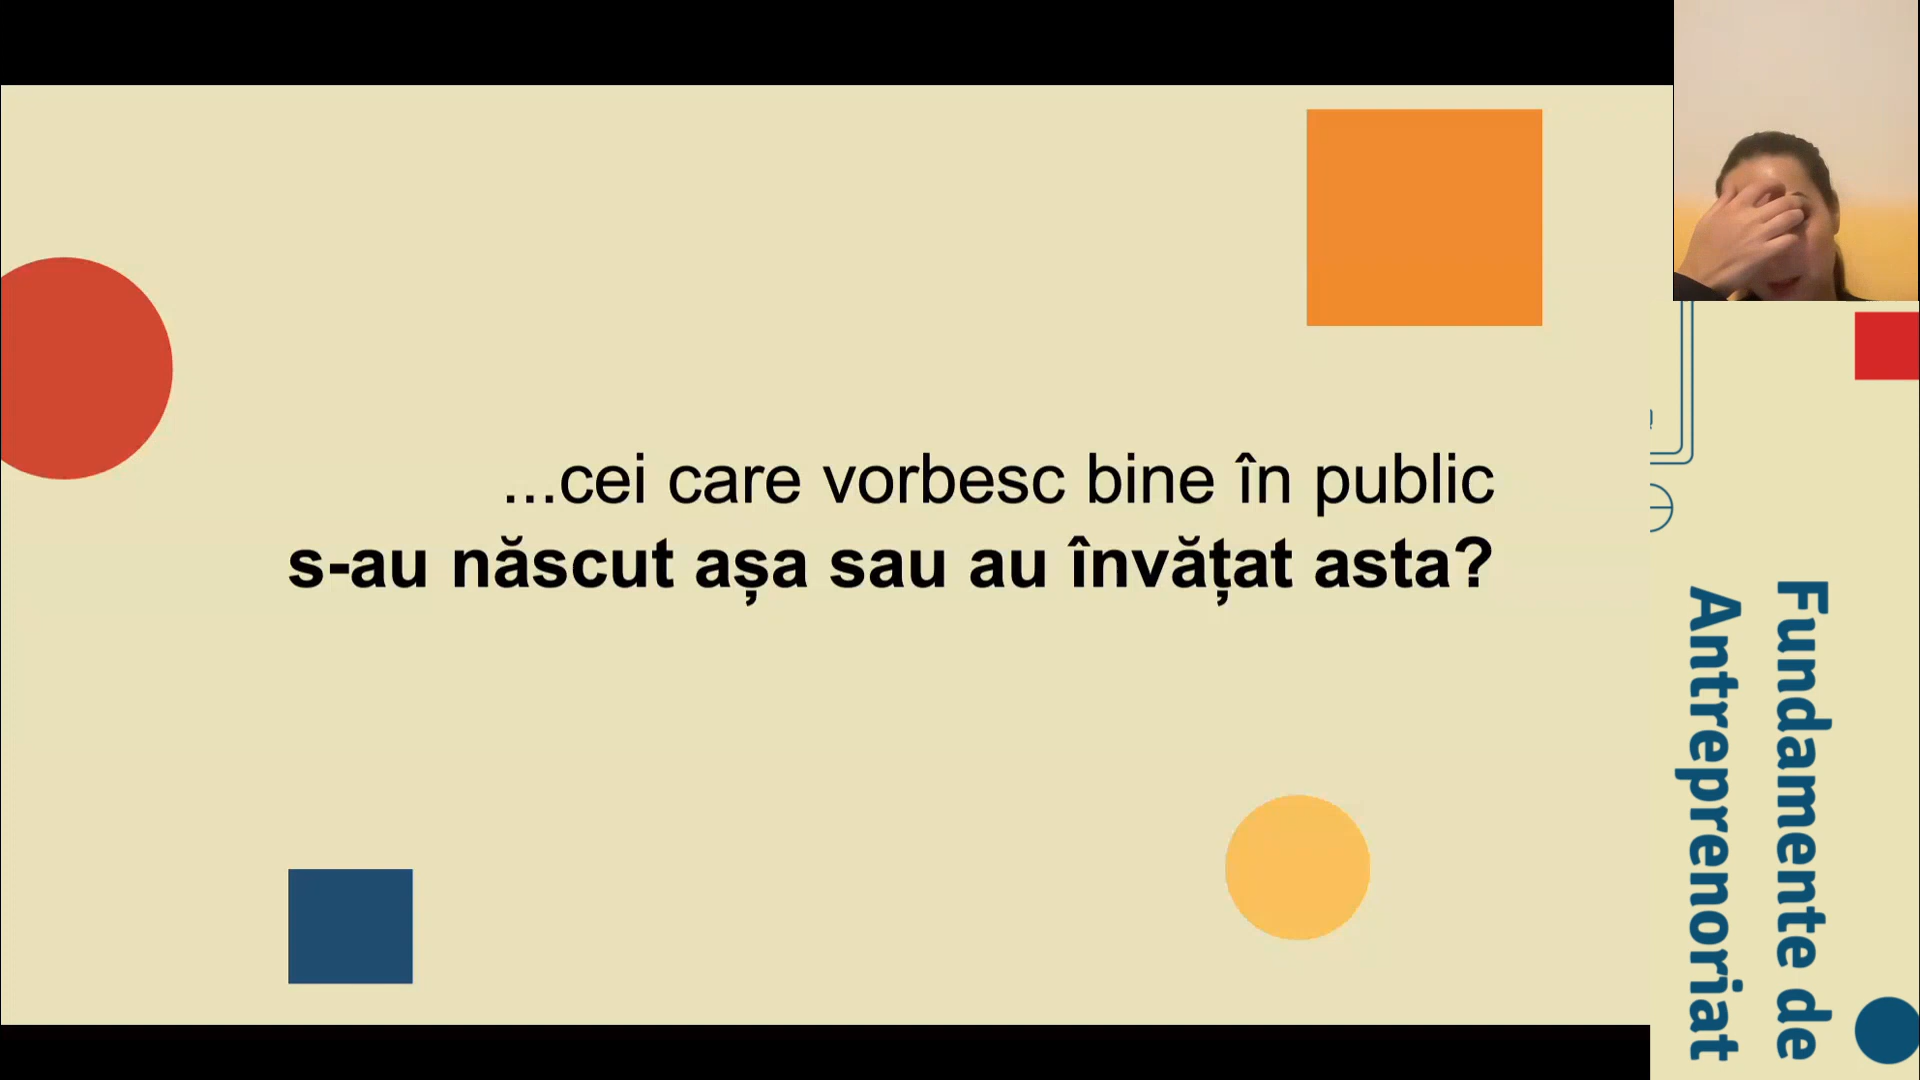 ...cei care vorbesc bine în public
s-au născut așa sau au învățat asta?
Fundamente de
Antreprenoriat